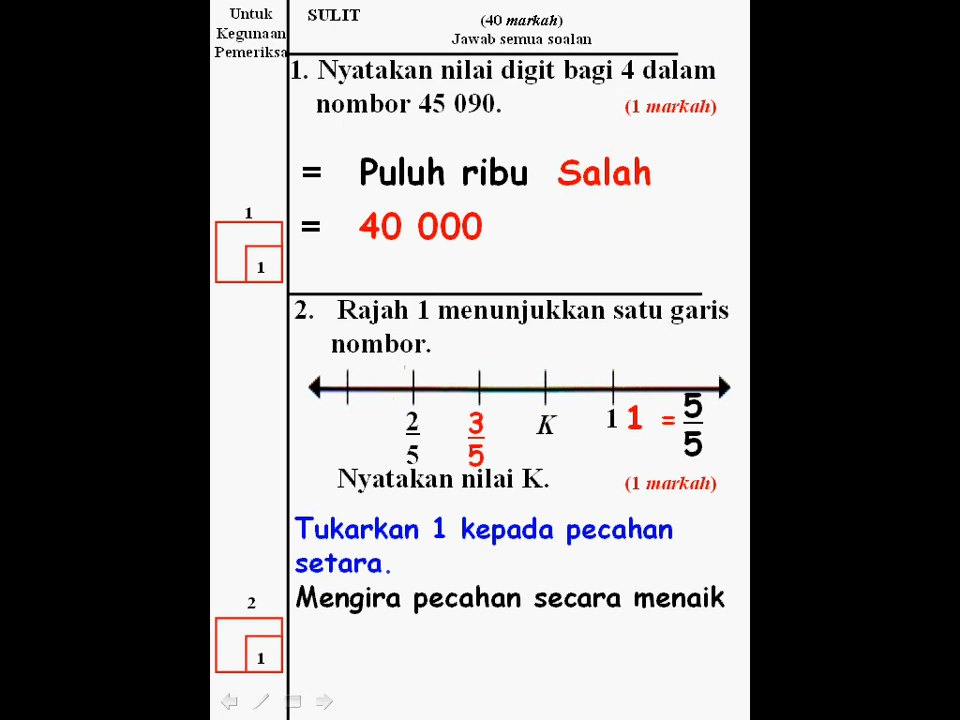 Untuk
Kegunaan
Pemeriksa
SULIT
(40 markah)
Jawab semua soalan
1. Nyatakan nilai digit bagi 4 dalam
nombor 45 090.
(1 markah)
= Puluh ribu Salah
= 40 000
1
1
2. Rajah 1 menunjukkan satu garis
nombor.
2/5 3/5 K 1 1 = 5/5
Nyatakan nilai K.
(1 markah)
Tukarkan 1 kepada pecahan
setara.
Mengira pecahan secara menaik
2
1